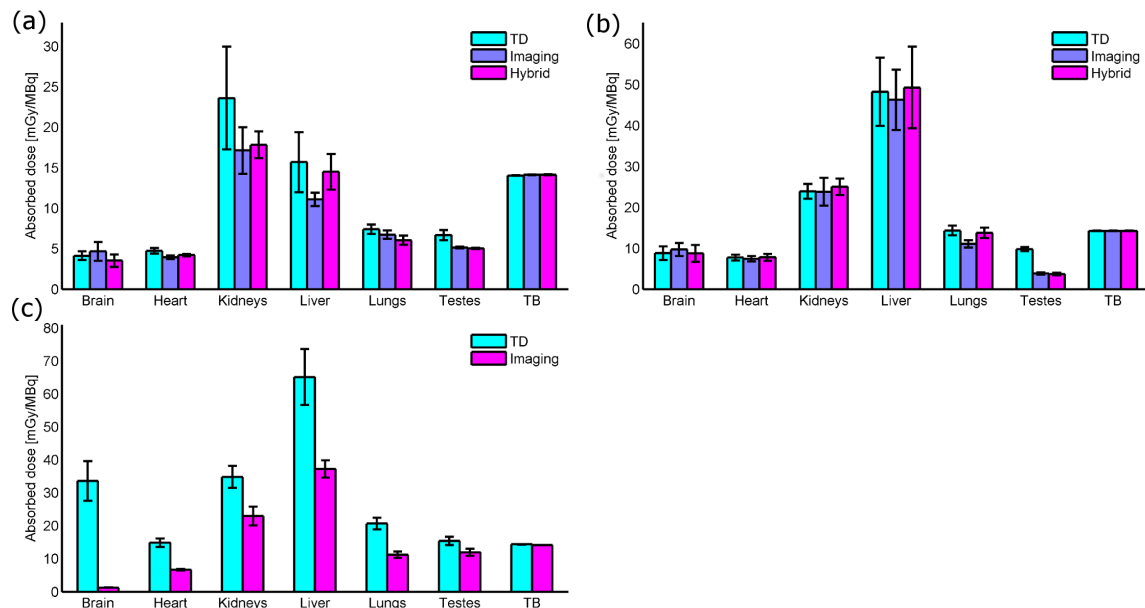 (a)
Absorbed dose [mGy/MBq]
30
25
20
15
10
5
0
TD
Imaging
Hybrid
Brain Heart Kidneys Liver Lungs Testes TB
(b)
Absorbed dose [mGy/MBq]
60
50
40
30
20
10
0
TD
Imaging
Hybrid
Brain Heart Kidneys Liver Lungs Testes TB
(c)
Absorbed dose [mGy/MBq]
80
70
60
50
40
30
20
10
0
TD
Imaging
Brain Heart Kidneys Liver Lungs Testes TB